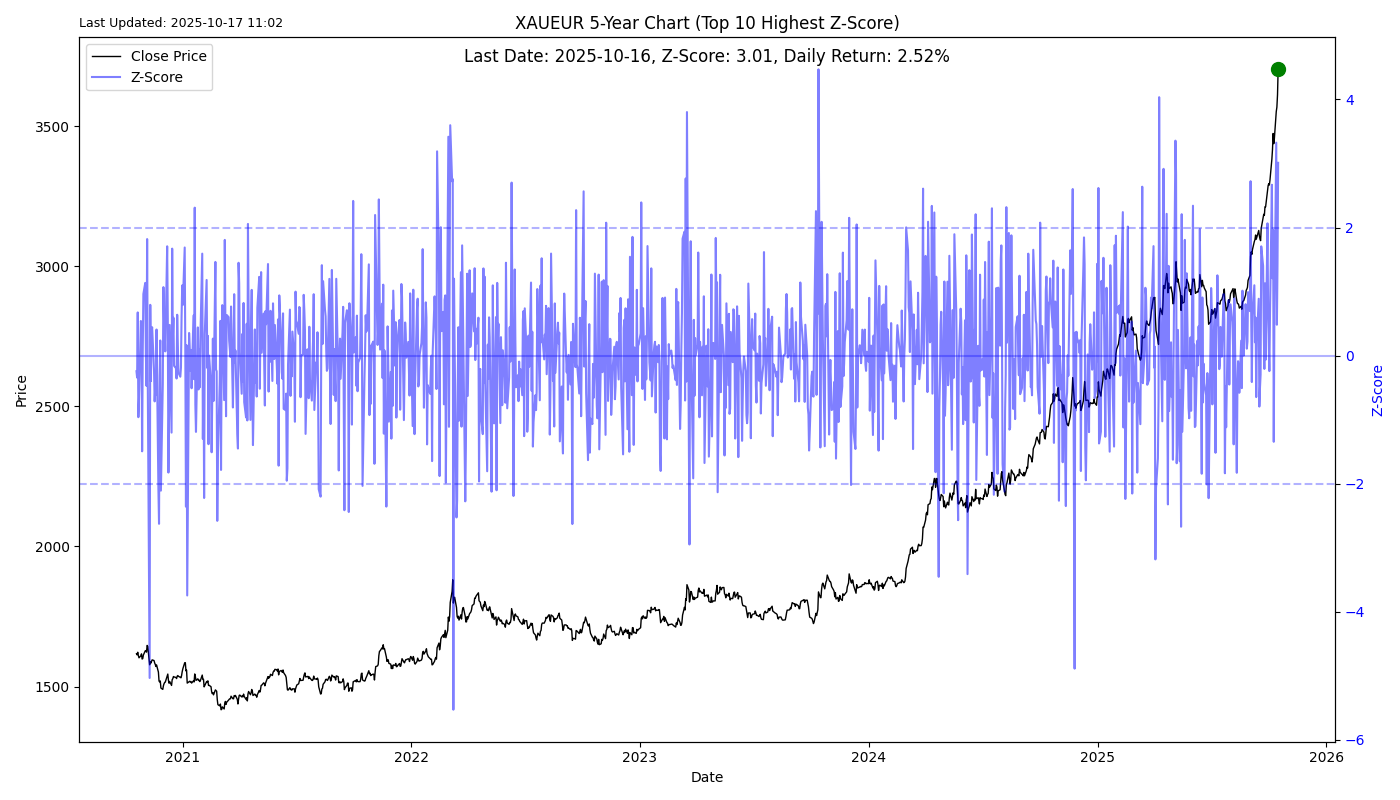 Last Updated: 2025-10-17 11:02
XAUEUR 5-Year Chart (Top 10 Highest Z-Score)
Last Date: 2025-10-16, Z-Score: 3.01, Daily Return: 2.52%
Close Price
Z-Score
3500
3000
2500
2000
1500
Price
4
2
0
−2
−4
−6
Z-Score
2021
2022
2023
2024
2025
2026
Date